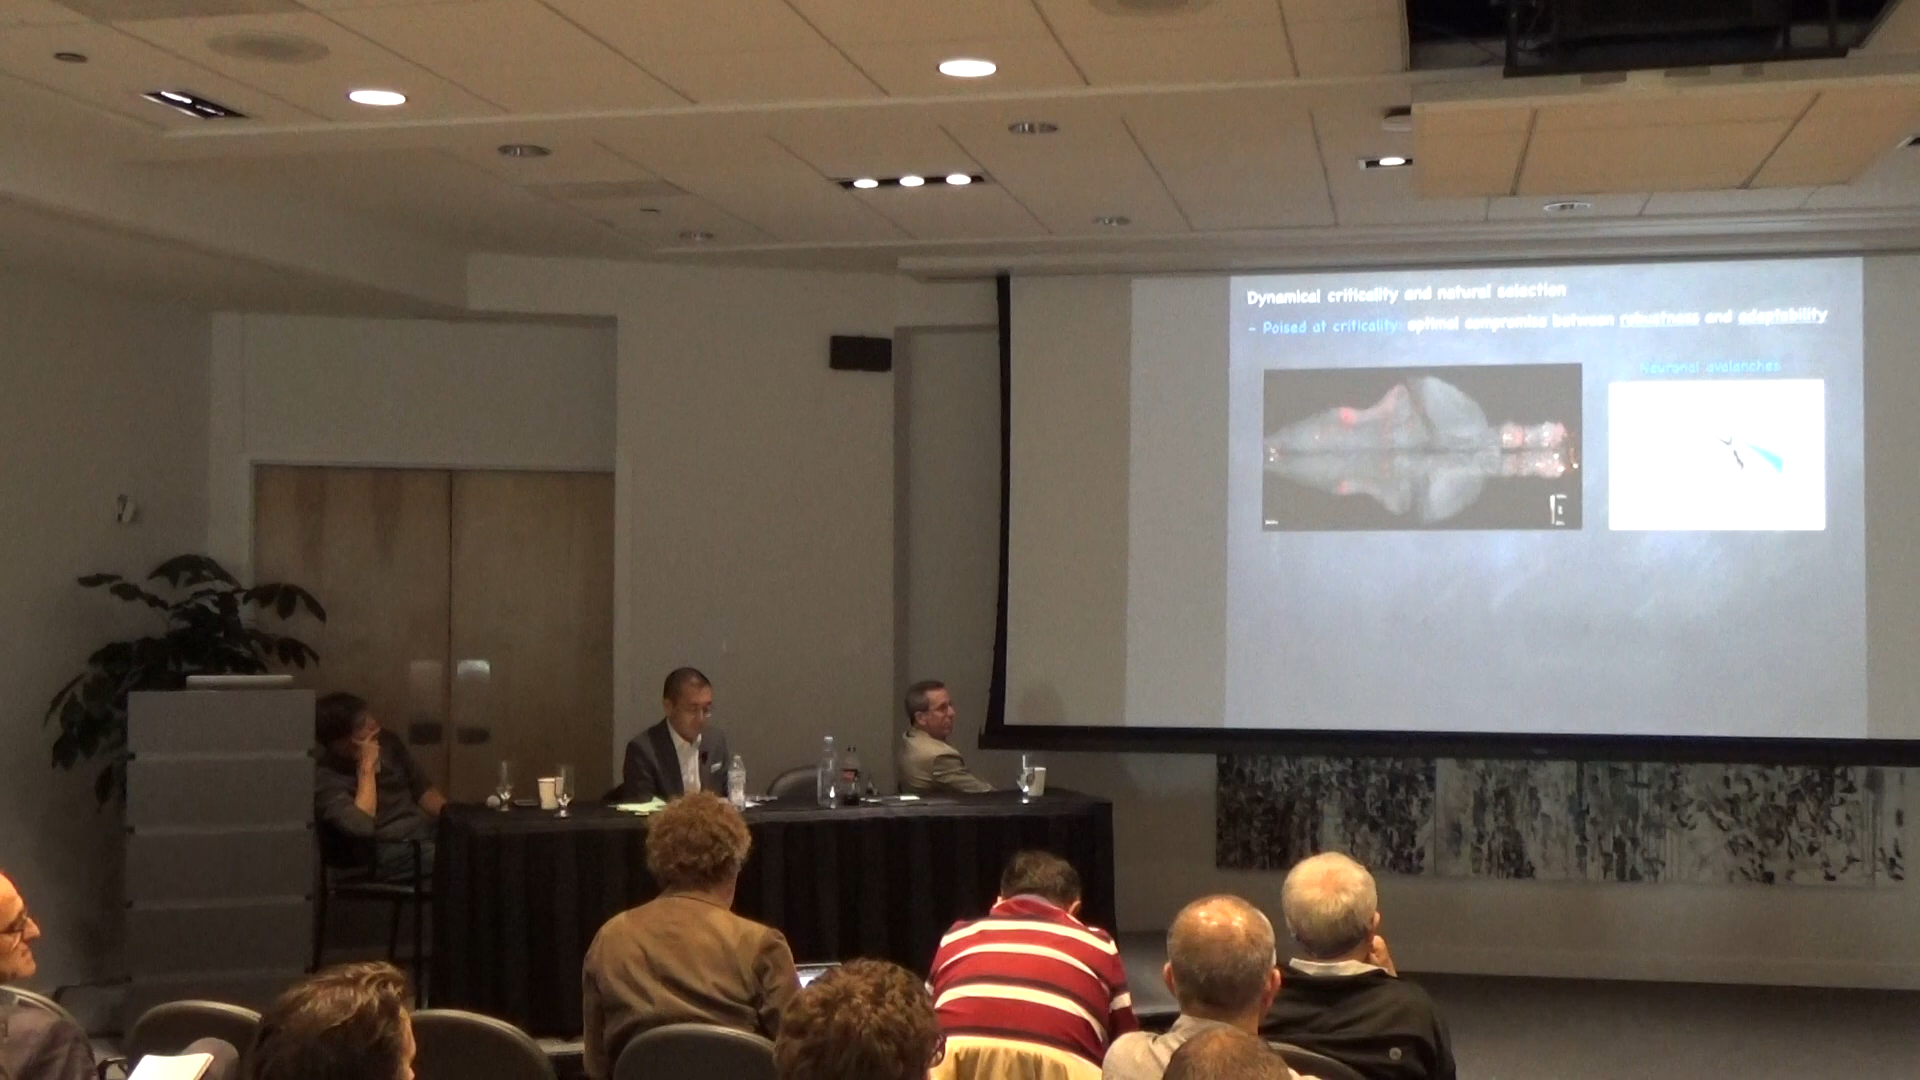 Dynamical criticality and natural selection
- Poised at criticality: optimal compromise between robustness and adaptability
Neuronal avalanches